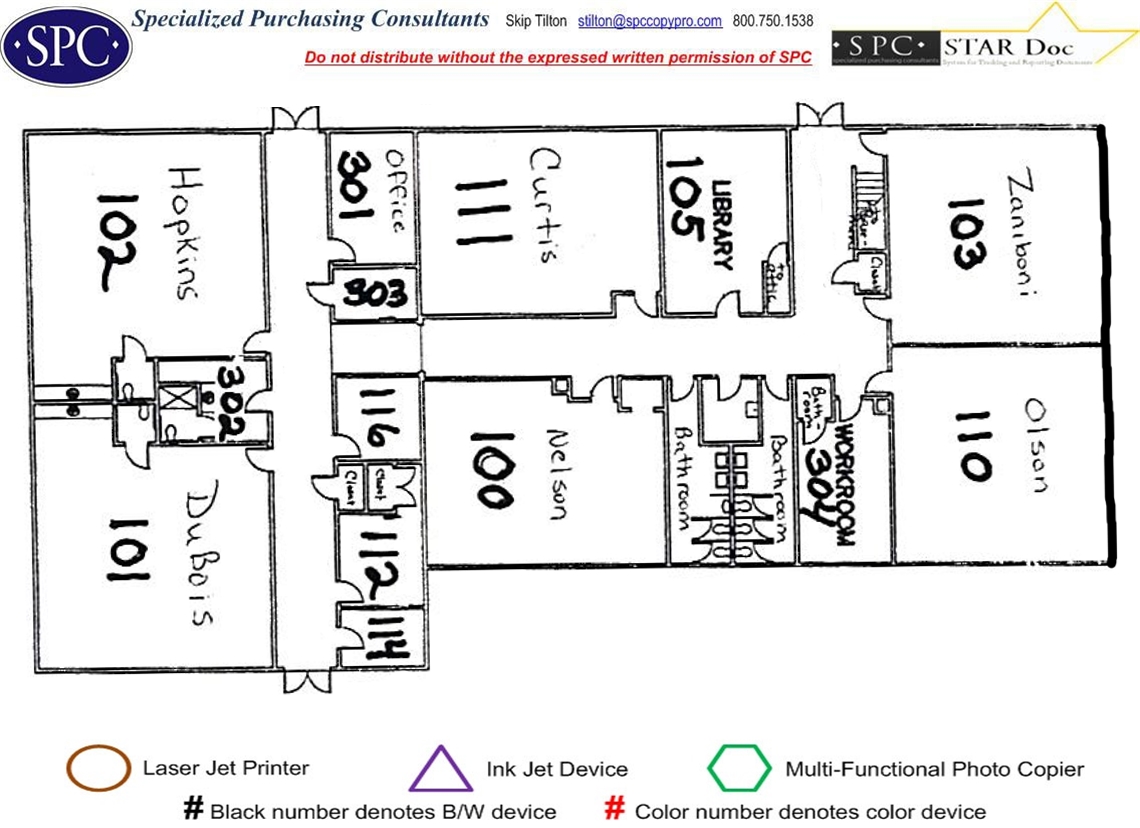 Specialized Purchasing Consultants Skip Tilton stilton@spccopypro.com 800.750.1538
·SPC·
Do not distribute without the expressed written permission of SPC
·SPC· STAR Doc
specialized purchasing consultants System for Tracking and Reporting Documents
Hopkins
102
Office
301
303
Curtis
111
LIBRARY
105
to attic
Closet
Zaniboni
103
302
116
Closet
Closet
Nelson
100
Bathroom
Bathroom
Bath-
room
WORKROOM
304
Olson
110
DuBois
101
112
114
Laser Jet Printer
Ink Jet Device
Multi-Functional Photo Copier
# Black number denotes B/W device
# Color number denotes color device